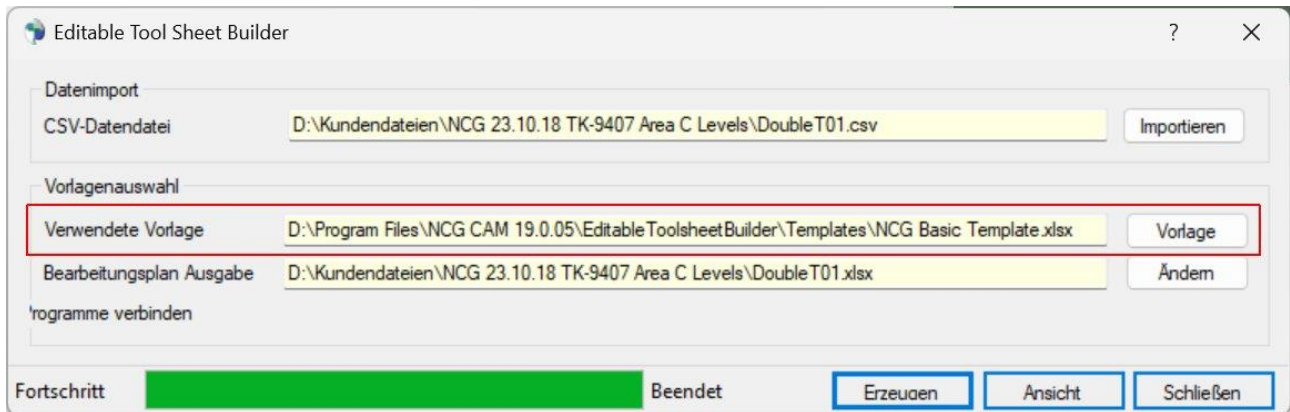 Editable Tool Sheet Builder ?
Datenimport
CSV-Datendatei D:\Kundendateien\NCG 23.10.18 TK-9407 Area C Levels\DoubleT01.csv Importieren
Vorlagenauswahl
Verwendete Vorlage D:\Program Files\NCG CAM 19.0.05\EditableToolsheetBuilder\Templates\NCG Basic Template.xlsx Vorlage
Bearbeitungsplan Ausgabe D:\Kundendateien\NCG 23.10.18 TK-9407 Area C Levels\DoubleT01.xlsx Ändern
rogramme verbinden
Fortschritt Beendet Erzeugen Ansicht Schließen